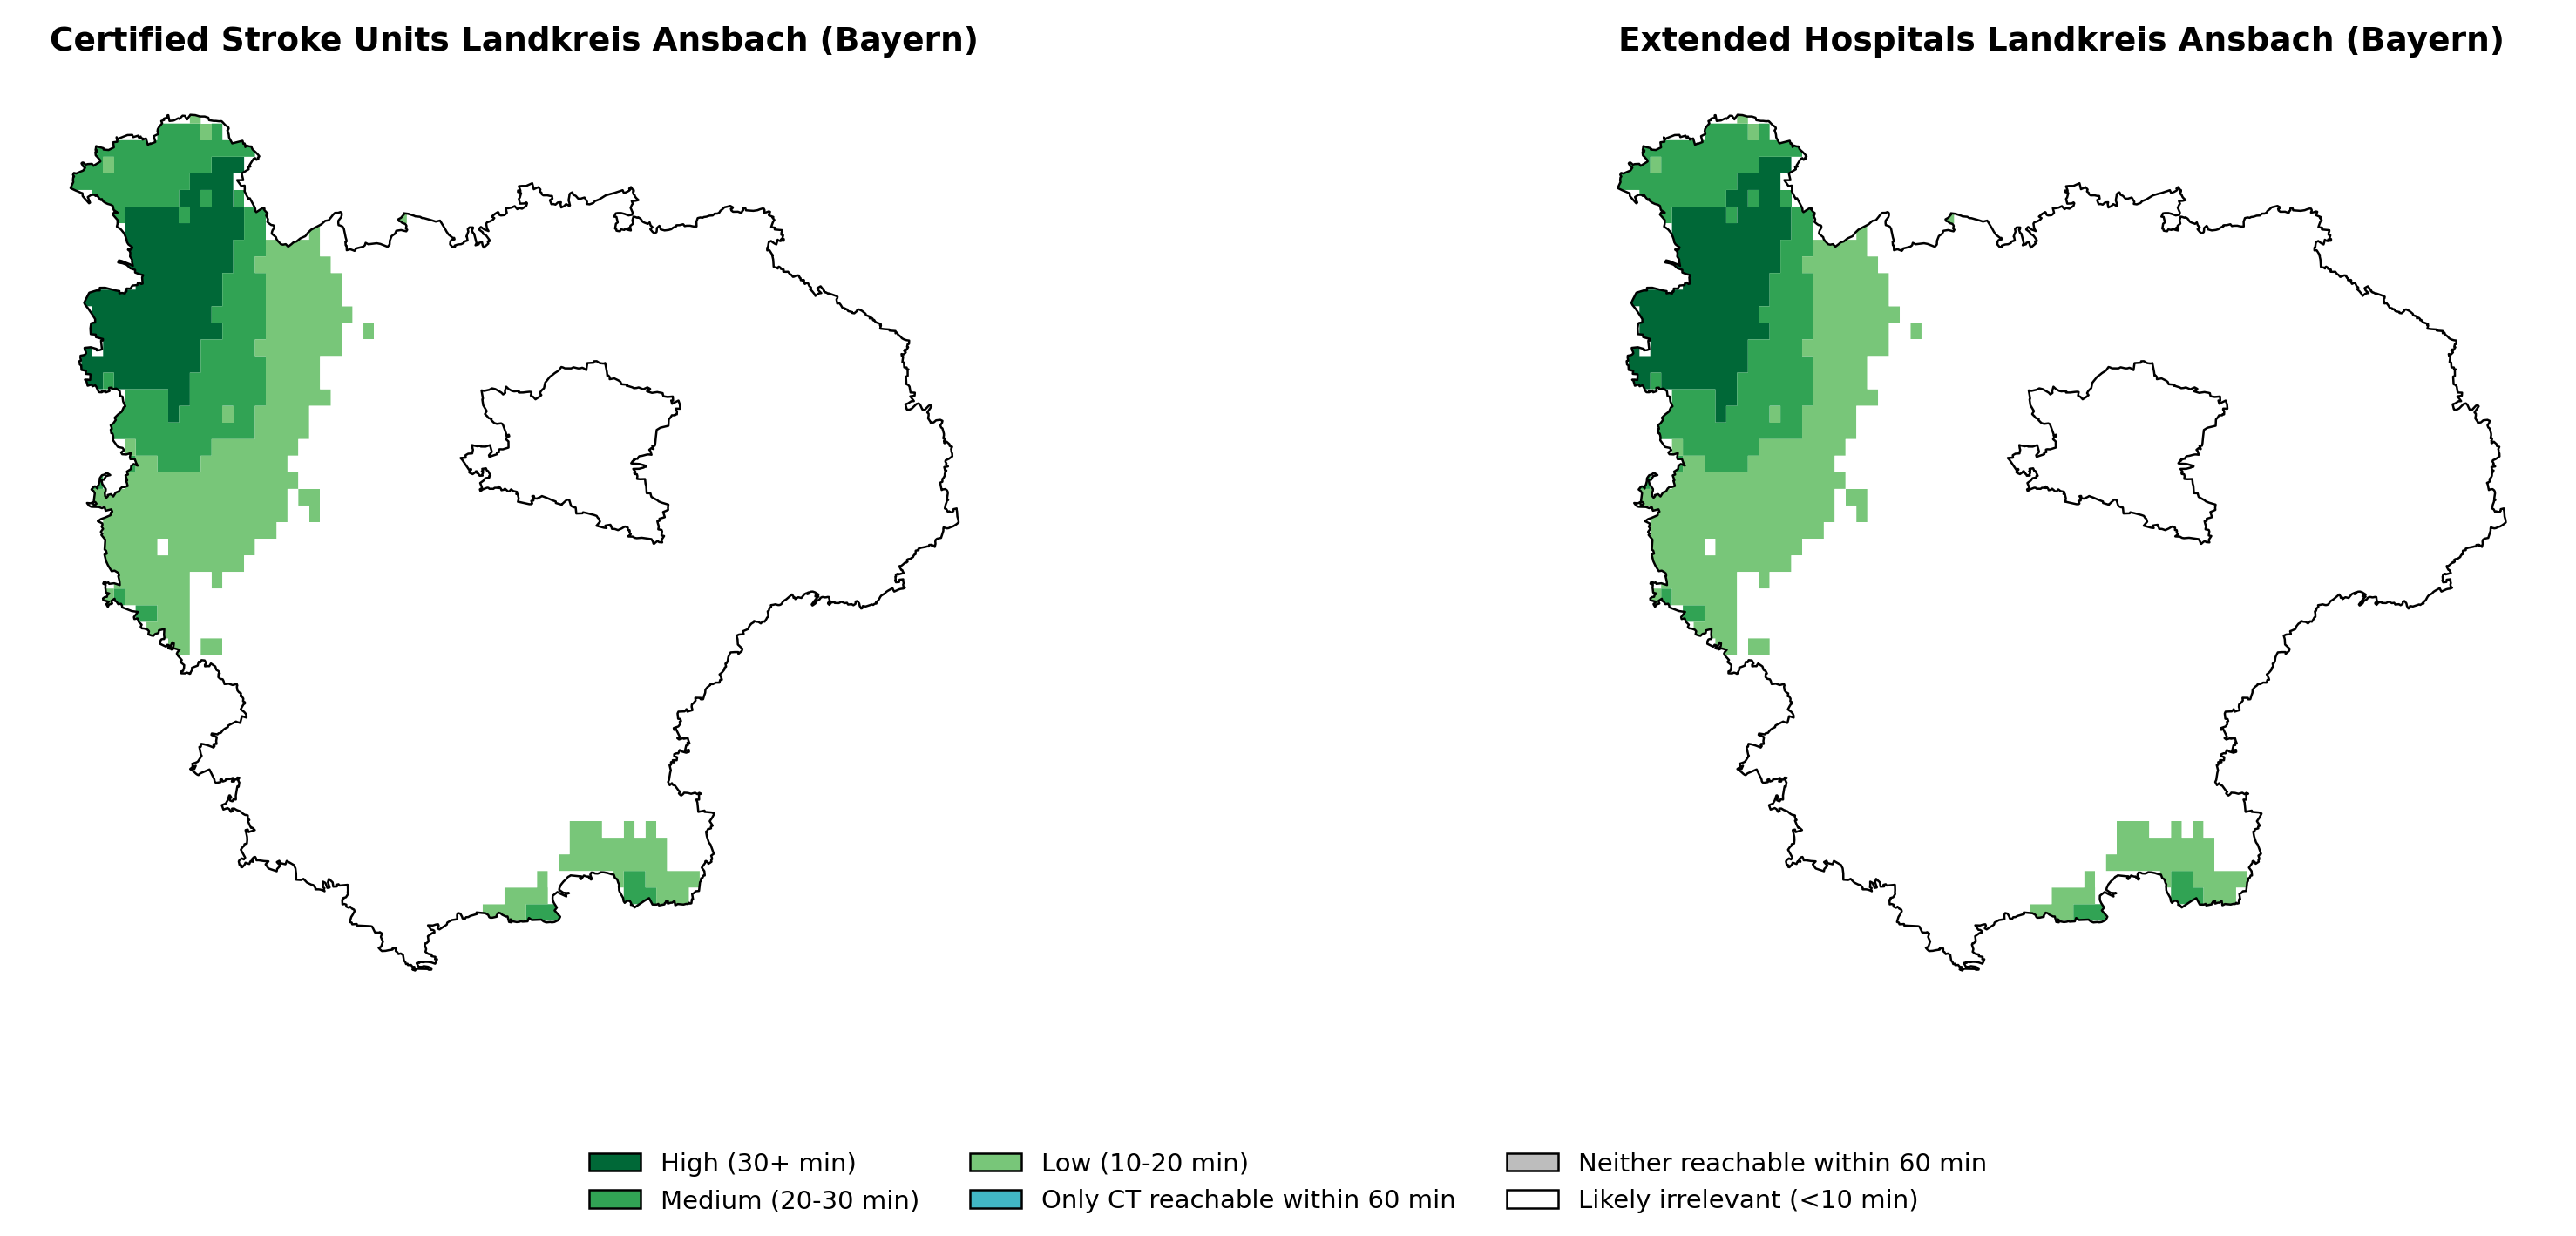 Certified Stroke Units Landkreis Ansbach (Bayern)
Extended Hospitals Landkreis Ansbach (Bayern)
High (30+ min)
Medium (20-30 min)
Low (10-20 min)
Only CT reachable within 60 min
Neither reachable within 60 min
Likely irrelevant (<10 min)